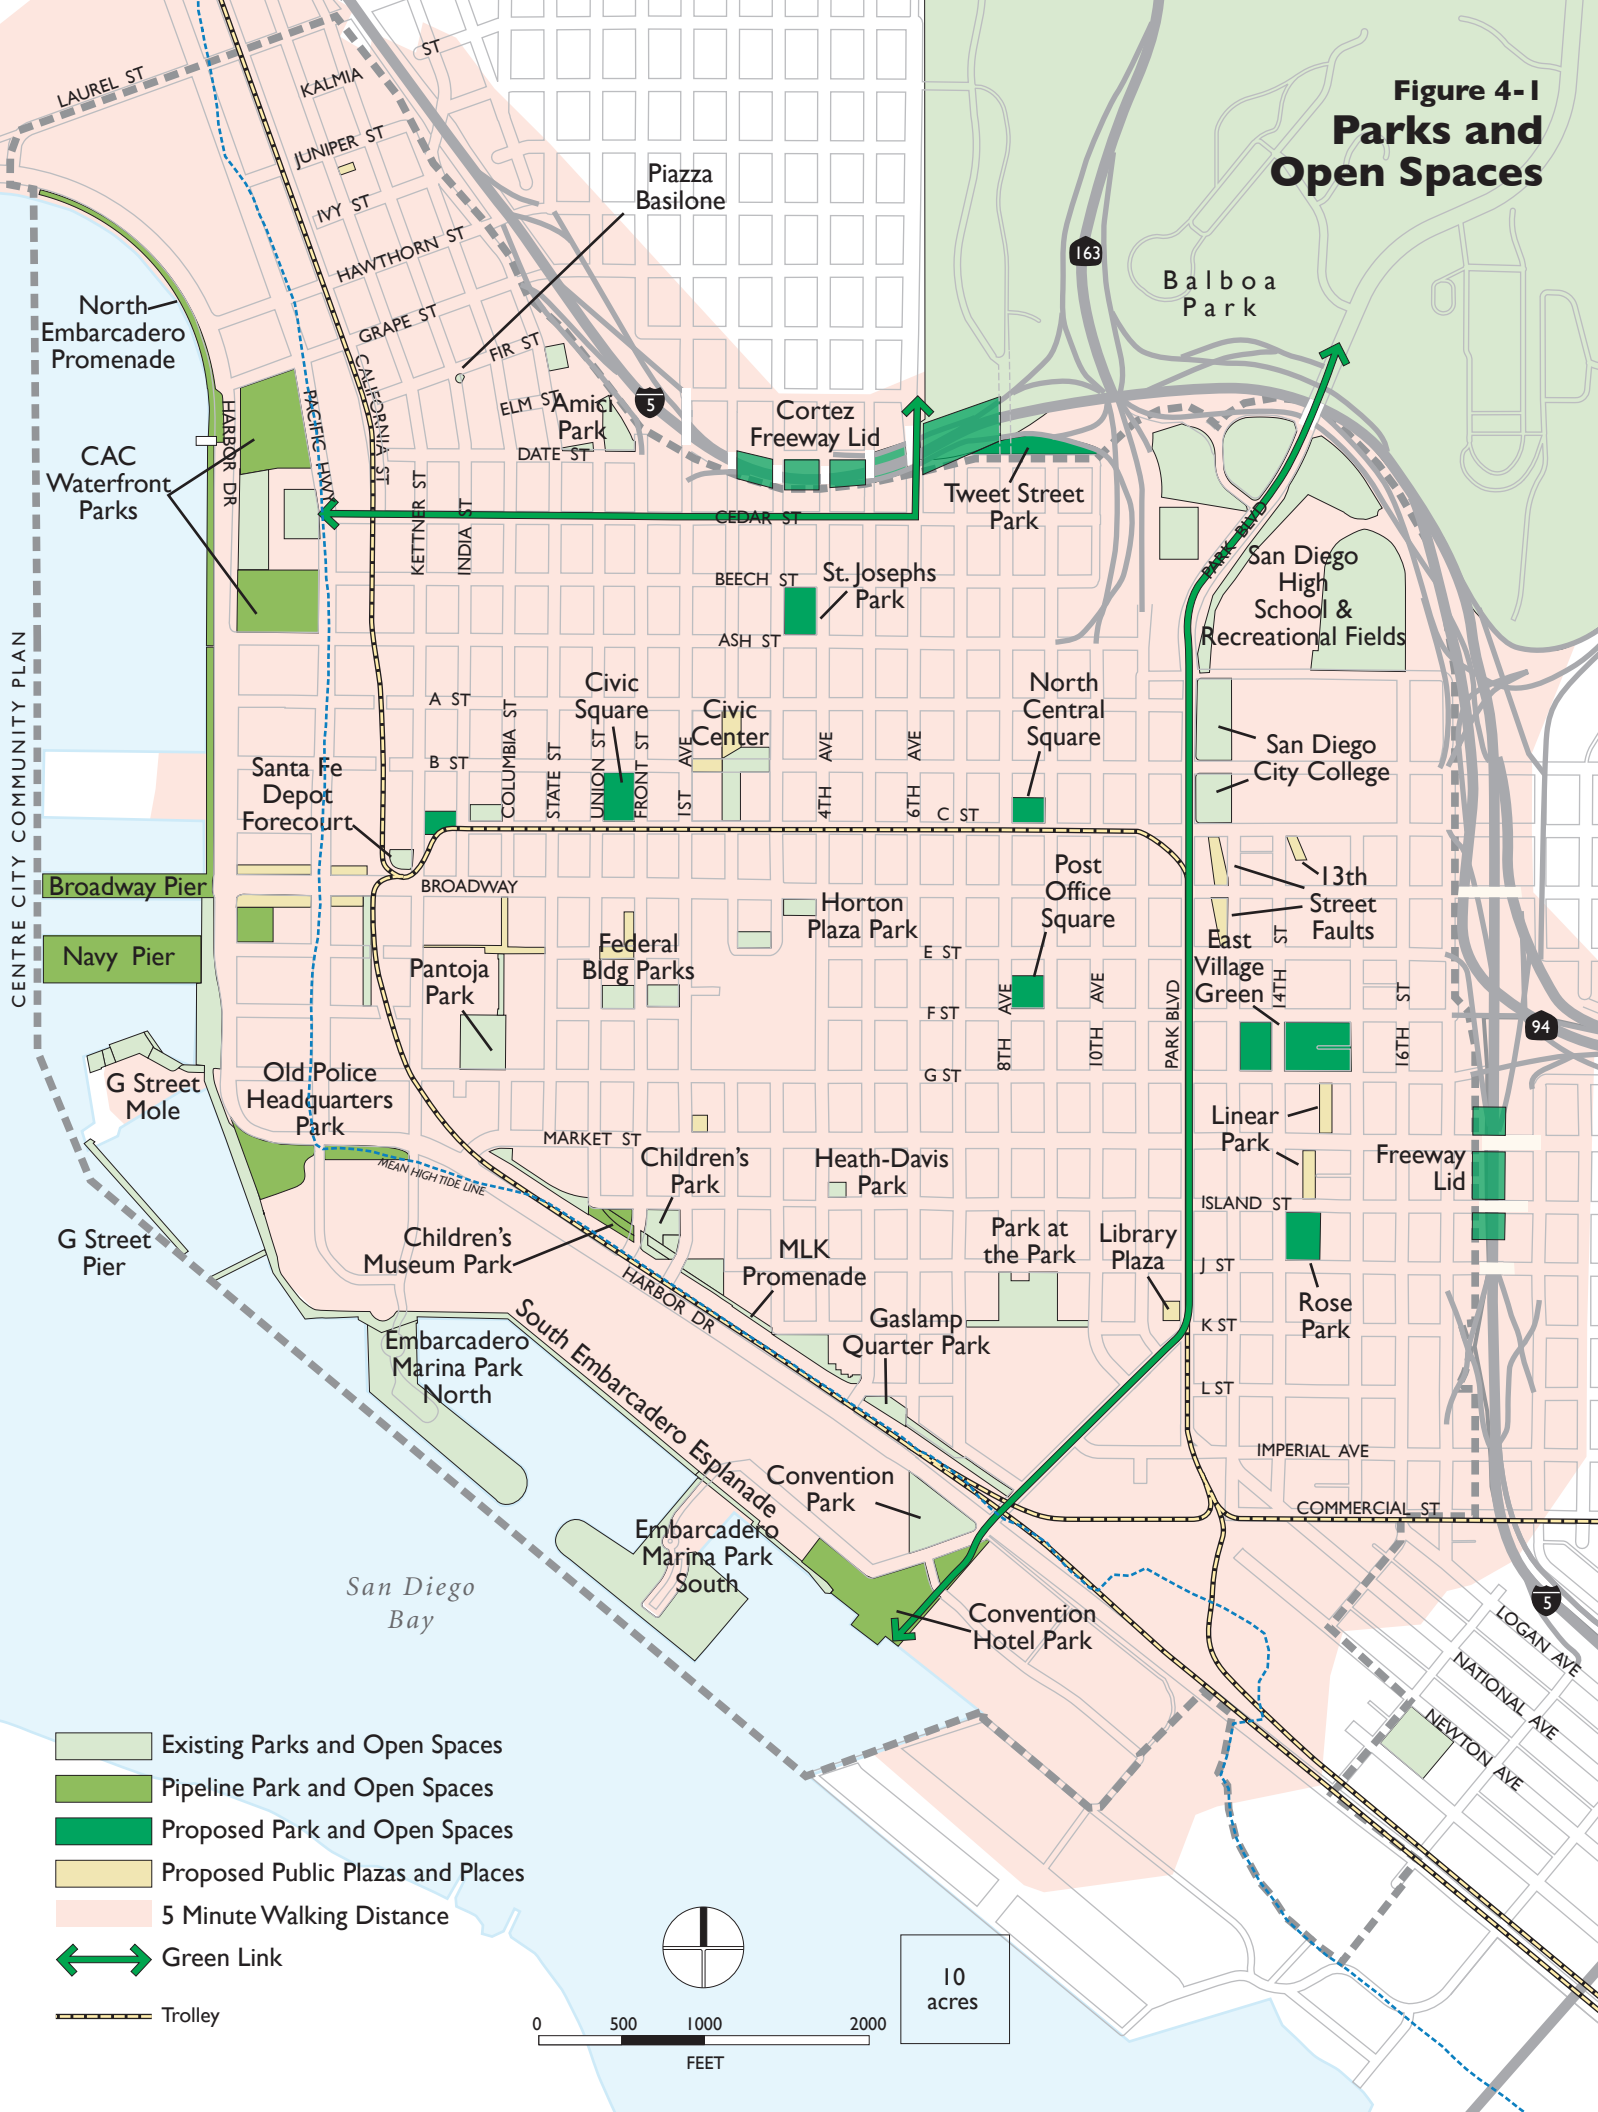 Figure 4-1
Parks and
Open Spaces
ST
LAUREL ST
KALMIA
JUNIPER ST
IVY ST
HAWTHORN ST
GRAPE ST
FIR ST
ELM ST
DATE ST
Piazza
Basilone
163
Balboa
Park
North
Embarcadero
Promenade
HARBOR DR
PACIFIC HWY
CALIFORNIA ST
KETTNER ST
INDIA ST
Amici
Park
5
Cortez
Freeway Lid
CAC
Waterfront
Parks
Tweet Street
Park
CEDAR ST
PARK BLVD
San Diego
High
School &
Recreational Fields
BEECH ST
St. Josephs
Park
ASH ST
CENTRE CITY COMMUNITY PLAN
A ST
B ST
C ST
Civic
Square
Civic
Center
North
Central
Square
COLUMBIA ST
STATE ST
UNION ST
FRONT ST
1ST AVE
4TH AVE
6TH AVE
San Diego
City College
Santa Fe
Depot
Forecourt
Broadway Pier
Navy Pier
BROADWAY
Horton
Plaza Park
Post
Office
Square
13th
Street
Faults
E ST
Federal
Bldg Parks
Pantoja
Park
East
Village
Green
14TH ST
16TH ST
8TH AVE
10TH AVE
PARK BLVD
F ST
G ST
94
G Street
Mole
Old Police
Headquarters
Park
MARKET ST
MEAN HIGH TIDE LINE
Children's
Park
Heath-Davis
Park
Linear
Park
Freeway
Lid
ISLAND ST
G Street
Pier
Children's
Museum Park
MLK
Promenade
Park at
the Park
Library
Plaza
J ST
HARBOR DR
Rose
Park
K ST
Gaslamp
Quarter Park
Embarcadero
Marina Park
North
South Embarcadero Esplanade
L ST
IMPERIAL AVE
COMMERCIAL ST
Convention
Park
Embarcadero
Marina Park
South
San Diego
Bay
Convention
Hotel Park
5
LOGAN AVE
NATIONAL AVE
NEWTON AVE
Existing Parks and Open Spaces
Pipeline Park and Open Spaces
Proposed Park and Open Spaces
Proposed Public Plazas and Places
5 Minute Walking Distance
Green Link
Trolley
10
acres
0 500 1000 2000
FEET